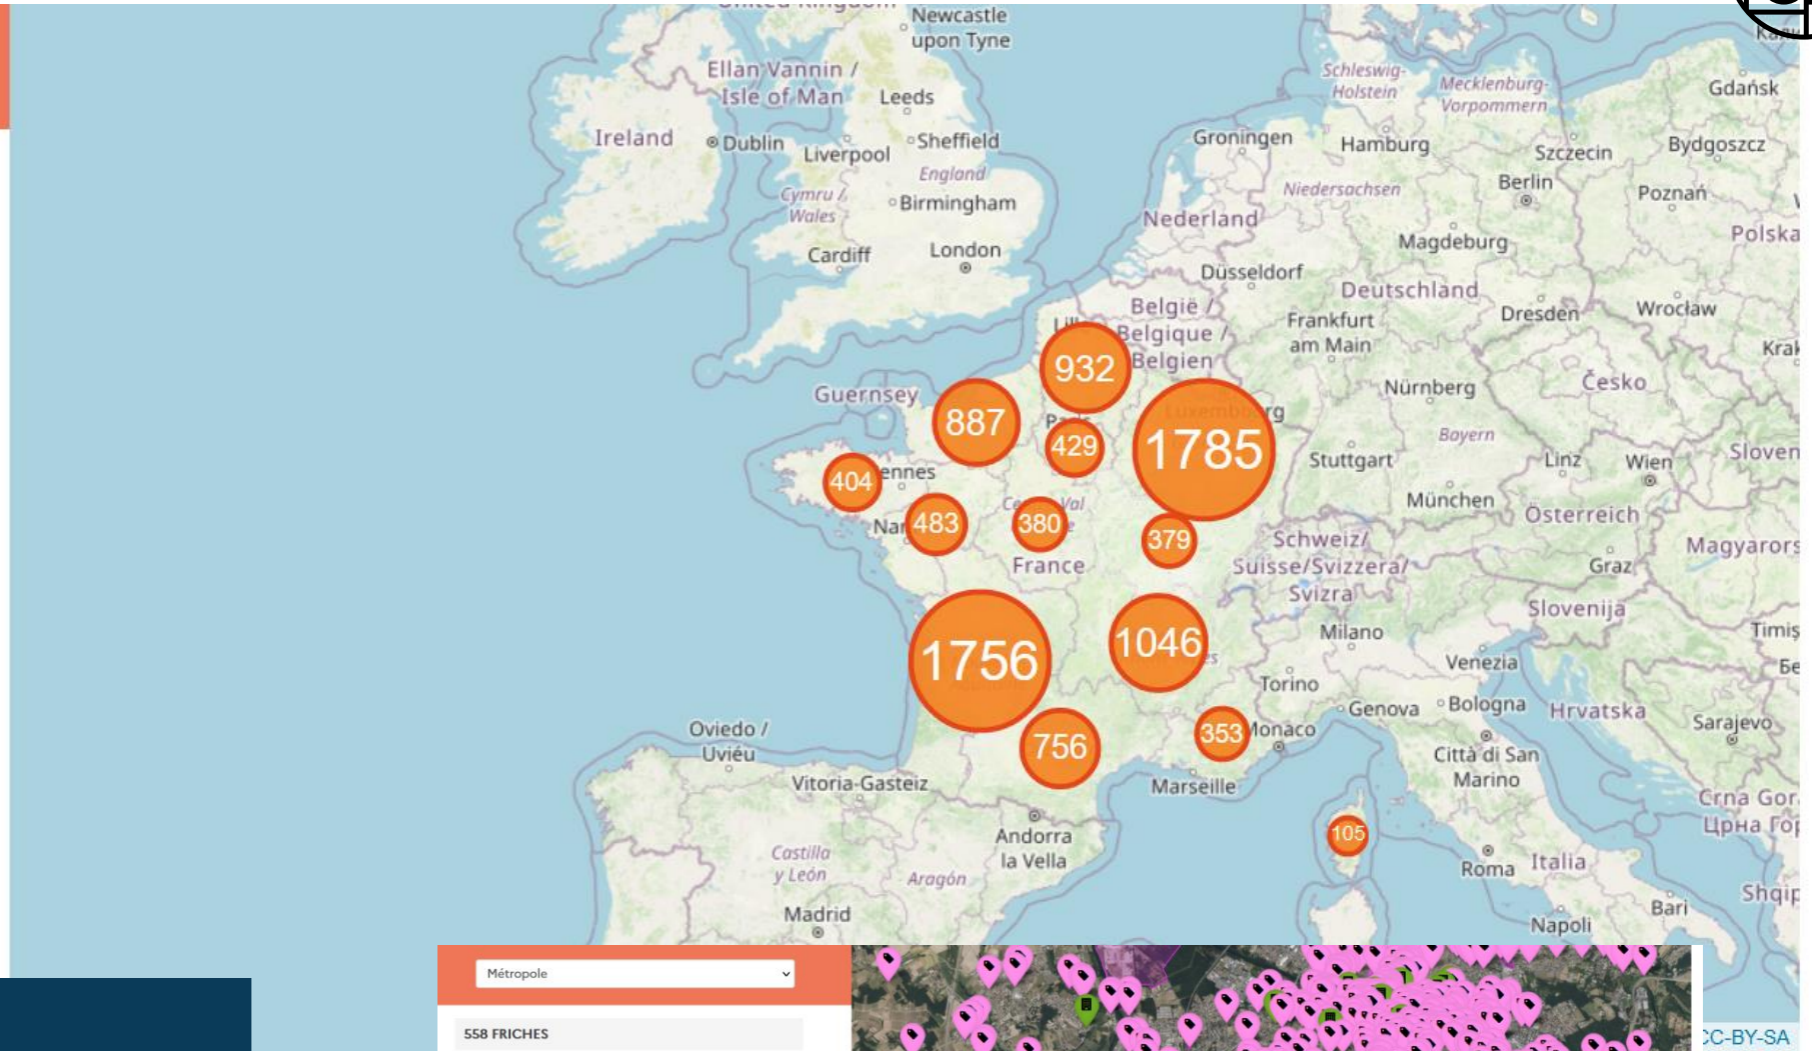 Newcastle
upon Tyne
Ellan Vannin /
Isle of Man
Leeds
Schleswig-
Holstein
Mecklenburg-
Vorpommern
Gdańsk
Ireland
Dublin
Liverpool
Sheffield
Groningen
Hamburg
Szczecin
Bydgoszcz
England
Cymru /
Wales
Birmingham
Niedersachsen
Berlin
Poznań
Nederland
Cardiff
London
Magdeburg
Polska
Düsseldorf
Deutschland
België /
Belgique /
Belgien
Frankfurt
am Main
Dresden
Wrocław
932
Guernsey
Nürnberg
Česko
887
429
1785
Bayern
Stuttgart
Linz
Wien
404
483
380
379
München
Österreich
France
Schweiz/
Suisse/Svizzera/
Svizra
Graz
Slovenija
1756
1046
Milano
Venezia
Torino
Genova
Bologna
Hrvatska
Sarajevo
Oviedo /
Uviéu
756
353
Monaco
Città di San
Marino
Vitoria-Gasteiz
Marseille
Andorra
la Vella
105
Crna Gor
Црна Гор
Castilla
y León
Aragón
Roma
Italia
Madrid
Napoli
Bari
Métropole
558 FRICHES
CC-BY-SA